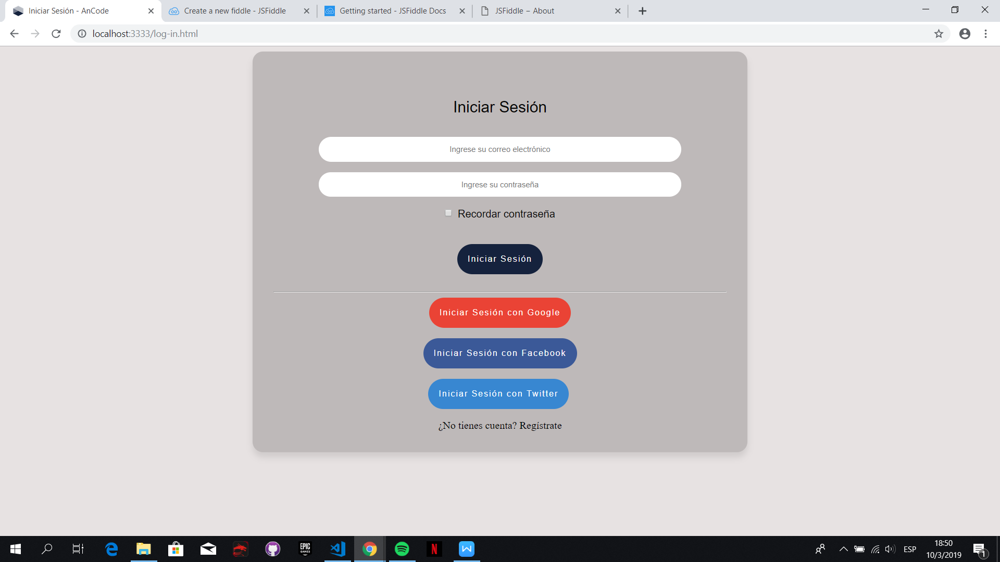 Iniciar Sesión - AnCode
Create a new fiddle - JSFiddle
Getting started - JSFiddle Docs
JSFiddle – About
localhost:3333/log-in.html
Iniciar Sesión
Ingrese su correo electrónico
Ingrese su contraseña
Recordar contraseña
Iniciar Sesión
Iniciar Sesión con Google
Iniciar Sesión con Facebook
Iniciar Sesión con Twitter
¿No tienes cuenta? Regístrate
EPIC
GAMES
N
W
ESP
18:50
10/3/2019
1